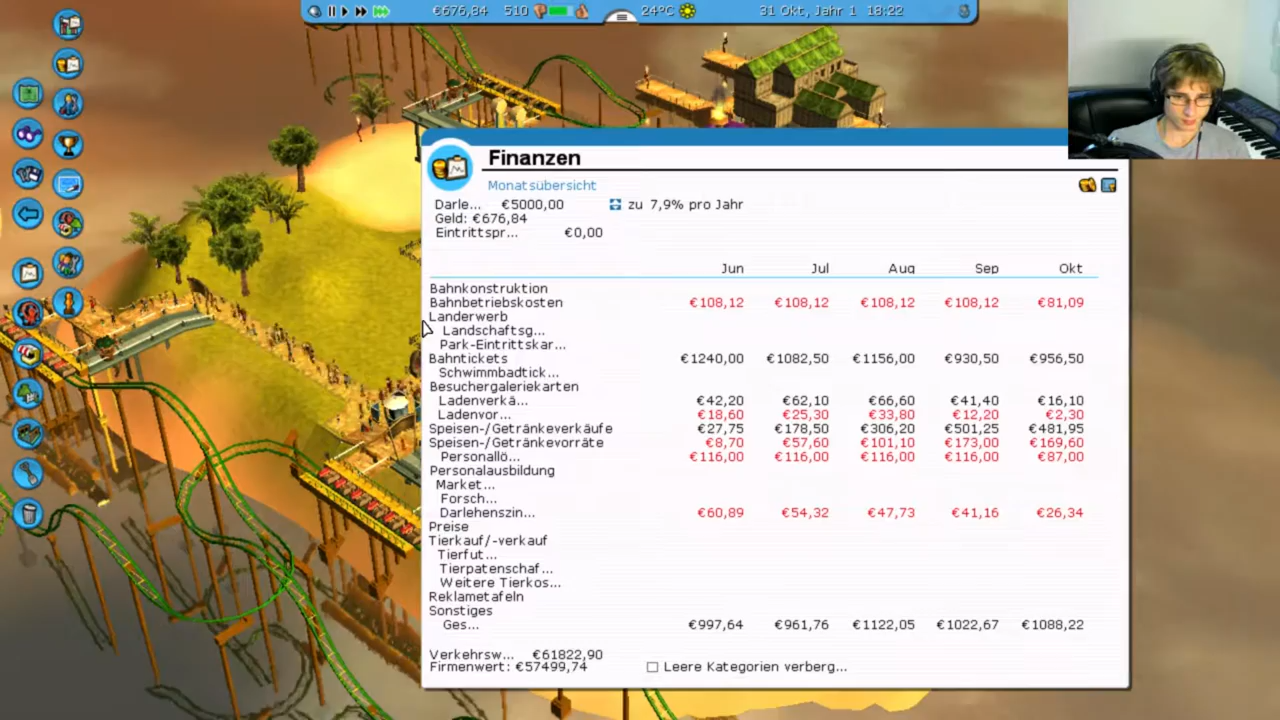 €676,84 510 24°C 31 Okt, Jahr 1 18:22
Finanzen
Monatsübersicht
Darle... €5000,00 zu 7,9% pro Jahr
Geld: €676,84
Eintrittspr... €0,00
Jun Jul Aug Sep Okt
Bahnkonstruktion
Bahnbetriebskosten €108,12 €108,12 €108,12 €108,12 €81,09
Landerwerb
Landschaftsg...
Park-Eintrittskar...
Bahntickets €1240,00 €1082,50 €1156,00 €930,50 €956,50
Schwimmbadtick...
Besuchergaleriekarten
Ladenverkä... €42,20 €62,10 €66,60 €41,40 €16,10
Ladenvor... €18,60 €25,30 €33,80 €12,20 €2,30
Speisen-/Getränkeverkäufe €27,75 €178,50 €306,20 €501,25 €481,95
Speisen-/Getränkevorräte €8,70 €57,60 €101,10 €173,00 €169,60
Personallö... €116,00 €116,00 €116,00 €116,00 €87,00
Personalausbildung
Market...
Forsch...
Darlehenszin... €60,89 €54,32 €47,73 €41,16 €26,34
Preise
Tierkauf/-verkauf
Tierfut...
Tierpatenschaf...
Weitere Tierkos...
Reklametafeln
Sonstiges
Ges... €997,64 €961,76 €1122,05 €1022,67 €1088,22
Verkehrsw... €61822,90
Firmenwert: €57499,74 Leere Kategorien verberg...